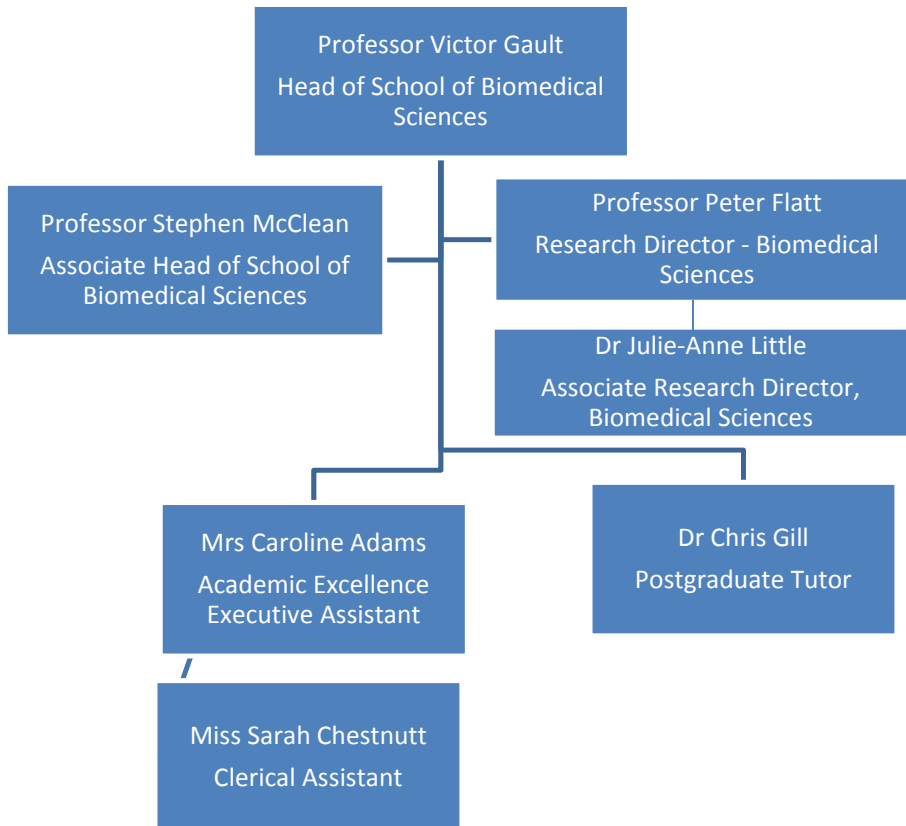 Professor Victor Gault
Head of School of Biomedical
Sciences
Professor Stephen McClean
Associate Head of School of
Biomedical Sciences
Professor Peter Flatt
Research Director - Biomedical
Sciences
Dr Julie-Anne Little
Associate Research Director,
Biomedical Sciences
Mrs Caroline Adams
Academic Excellence
Executive Assistant
Dr Chris Gill
Postgraduate Tutor
Miss Sarah Chestnutt
Clerical Assistant